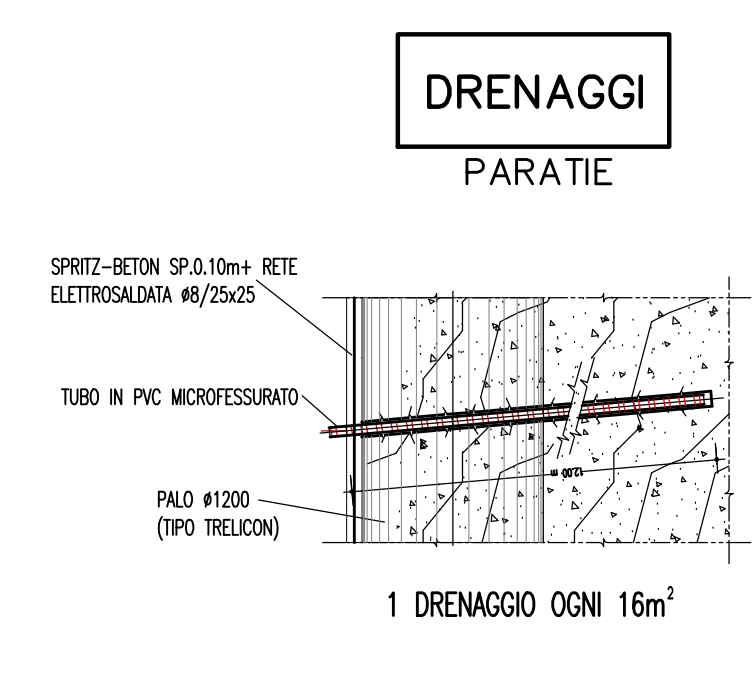 DRENAGGI
PARATIE
SPRITZ-BETON SP.0.10m+ RETE
ELETTROSALDATA ø8/25x25
TUBO IN PVC MICROFESSURATO
12.00 m
PALO ø1200
(TIPO TRELICON)
1 DRENAGGIO OGNI 16m²